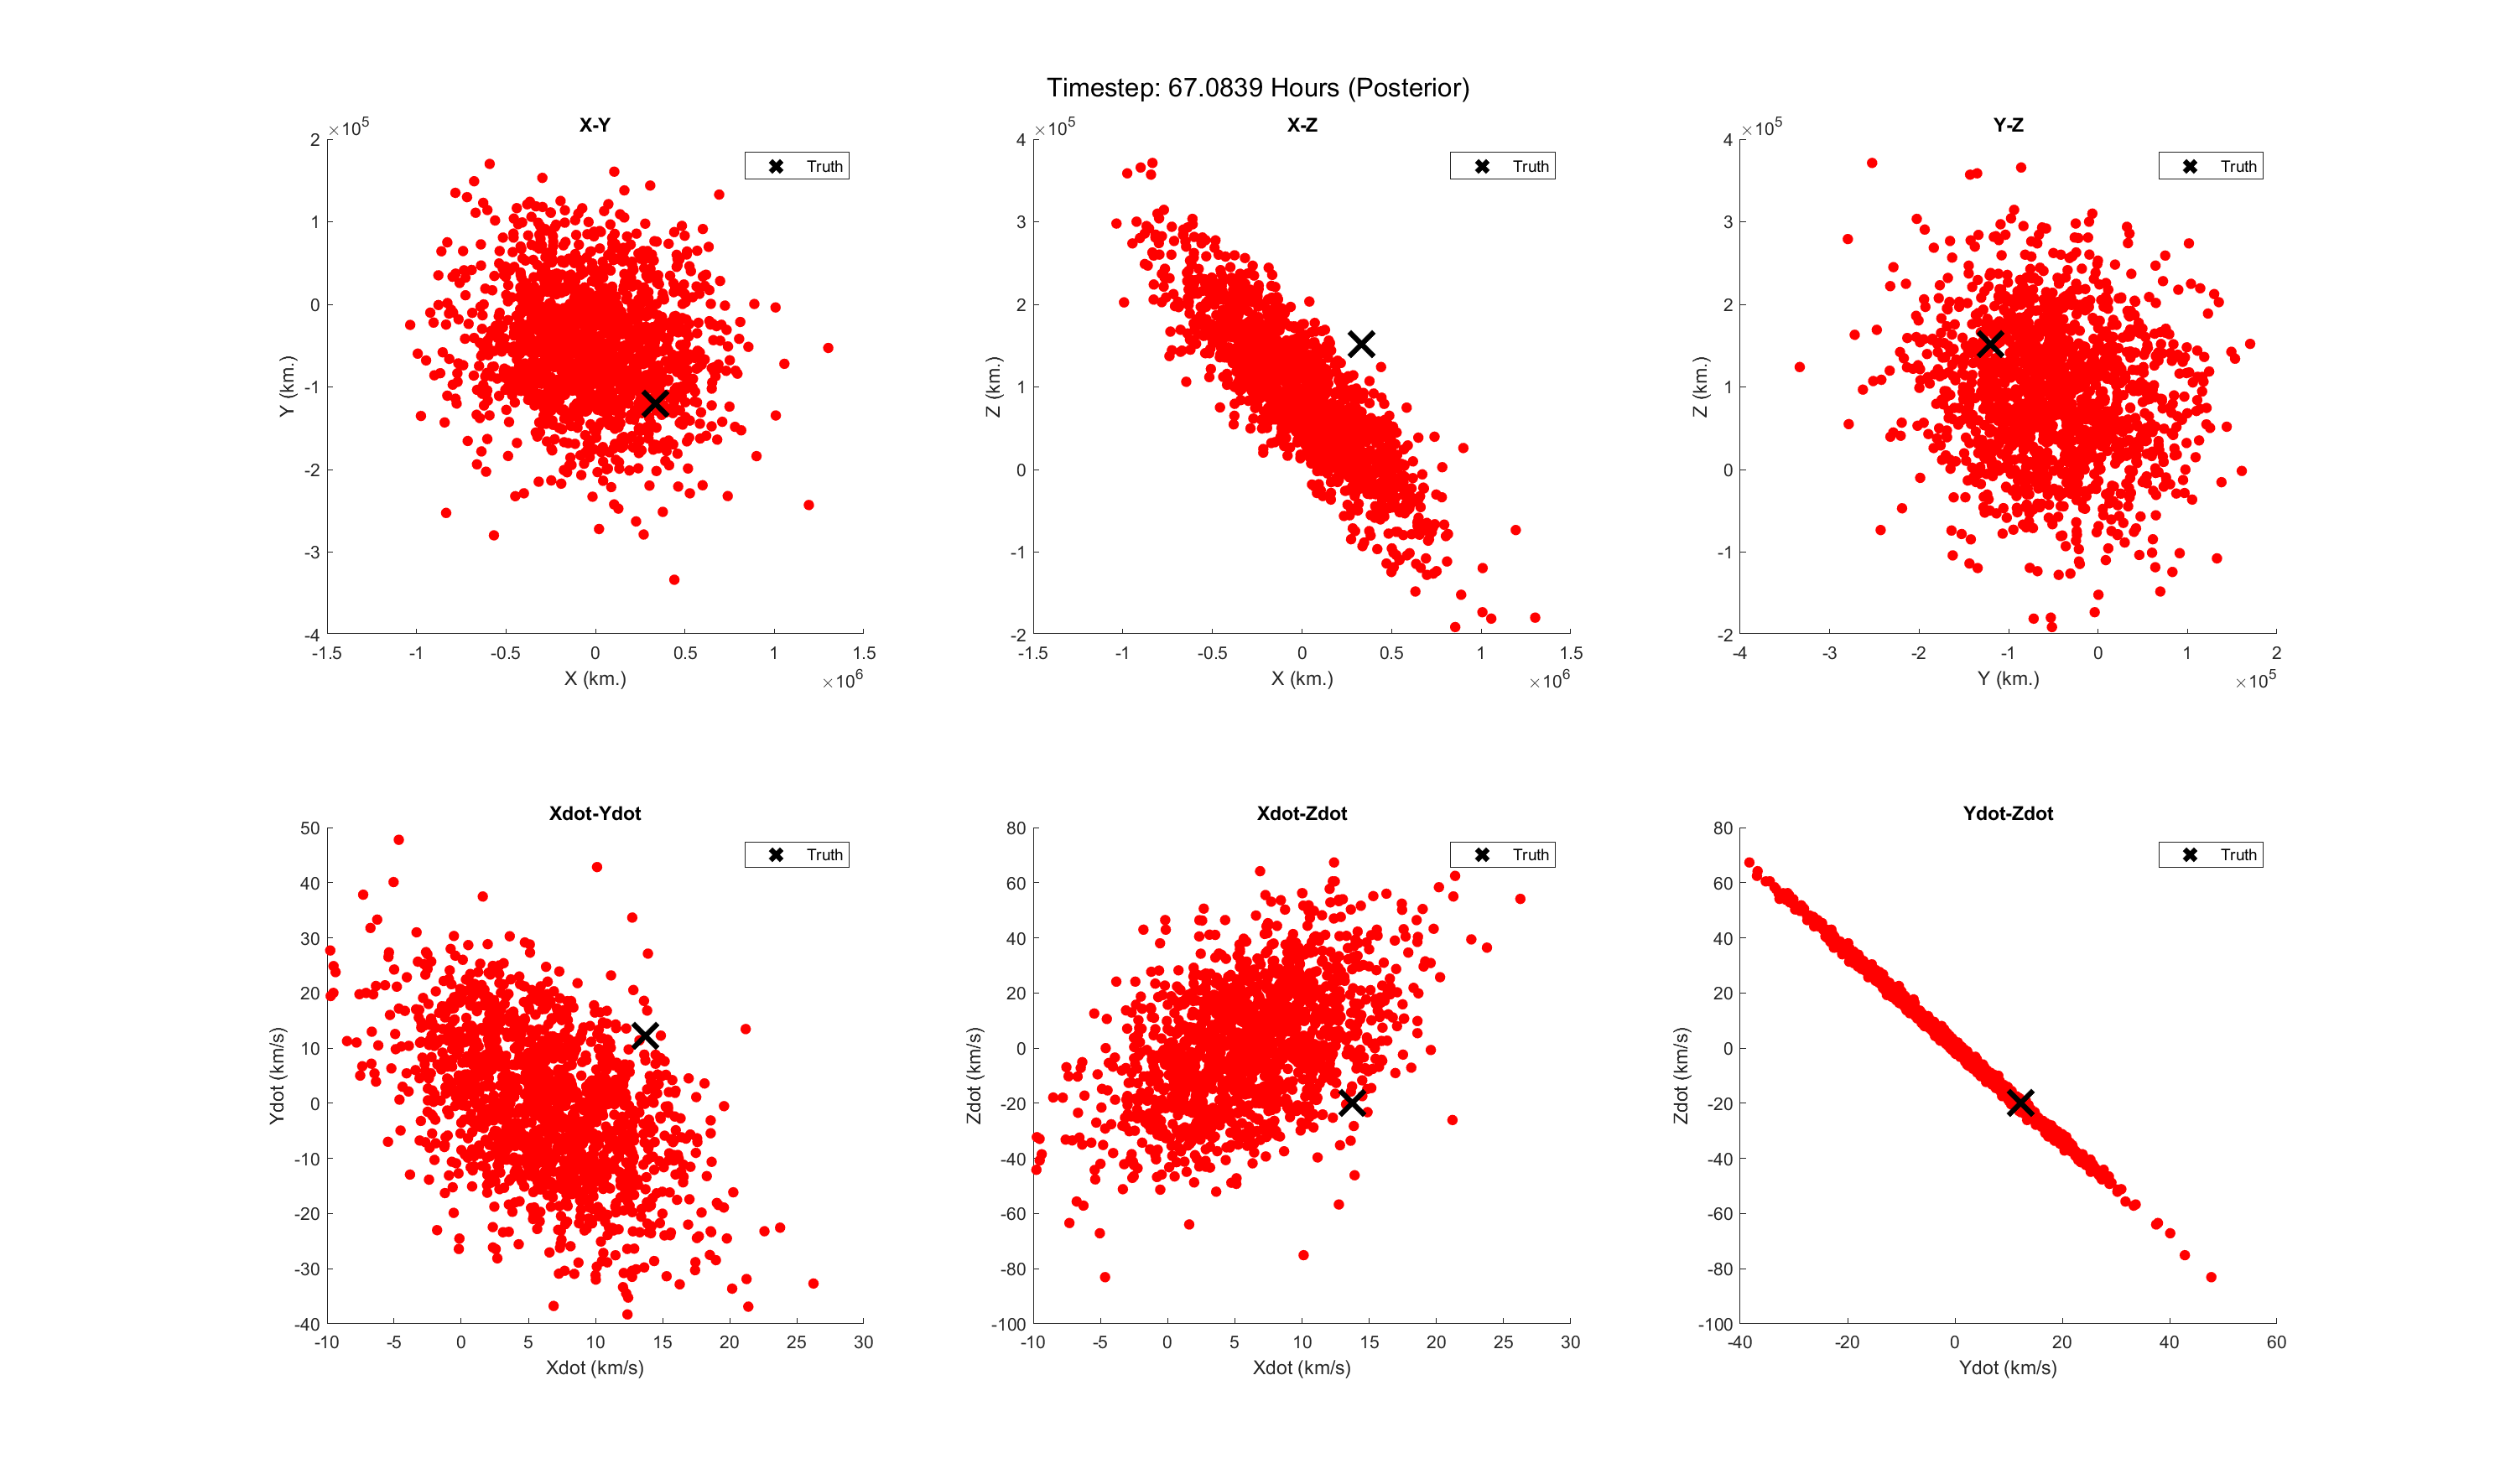 Timestep: 67.0839 Hours (Posterior)
X-Y
×10^5
2
1
0
-1
-2
-3
-4
Y (km.)
Truth
-1.5 -1 -0.5 0 0.5 1 1.5
X (km.)
×10^6
X-Z
×10^5
4
3
2
1
0
-1
-2
Z (km.)
Truth
-1.5 -1 -0.5 0 0.5 1 1.5
X (km.)
×10^6
Y-Z
×10^5
4
3
2
1
0
-1
-2
Z (km.)
Truth
-4 -3 -2 -1 0 1 2
Y (km.)
×10^5
Xdot-Ydot
50
40
30
20
10
0
-10
-20
-30
-40
Ydot (km/s)
Truth
-10 -5 0 5 10 15 20 25 30
Xdot (km/s)
Xdot-Zdot
80
60
40
20
0
-20
-40
-60
-80
-100
Zdot (km/s)
Truth
-10 -5 0 5 10 15 20 25 30
Xdot (km/s)
Ydot-Zdot
80
60
40
20
0
-20
-40
-60
-80
-100
Zdot (km/s)
Truth
-40 -20 0 20 40 60
Ydot (km/s)